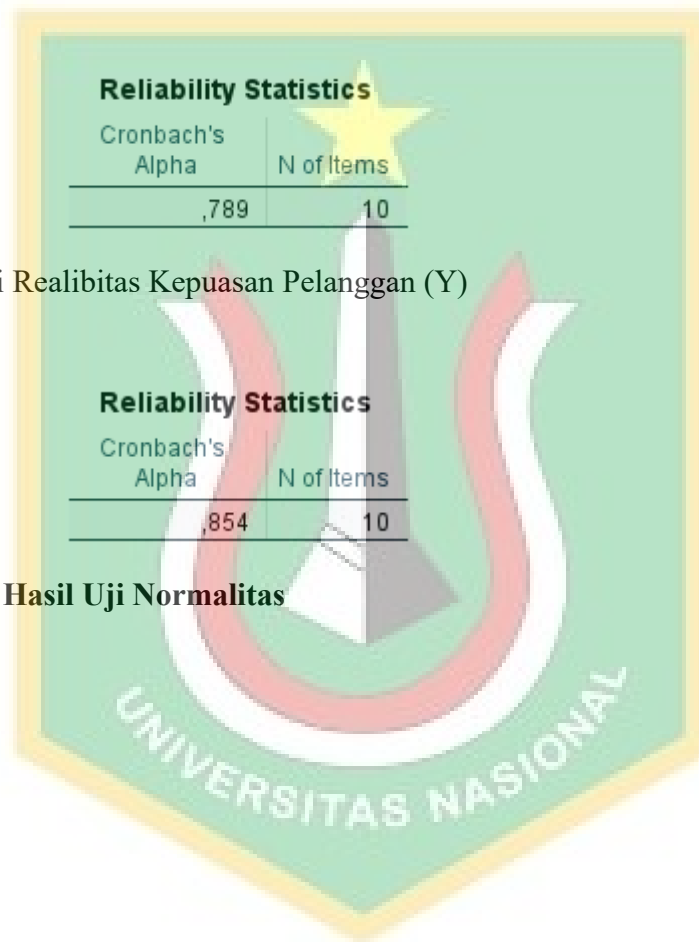 Reliability Statistics
Cronbach's
Alpha N of Items
,789 10
i Realibitas Kepuasan Pelanggan (Y)
Reliability Statistics
Cronbach's
Alpha N of Items
,854 10
Hasil Uji Normalitas
UNIVERSITAS NASIONAL